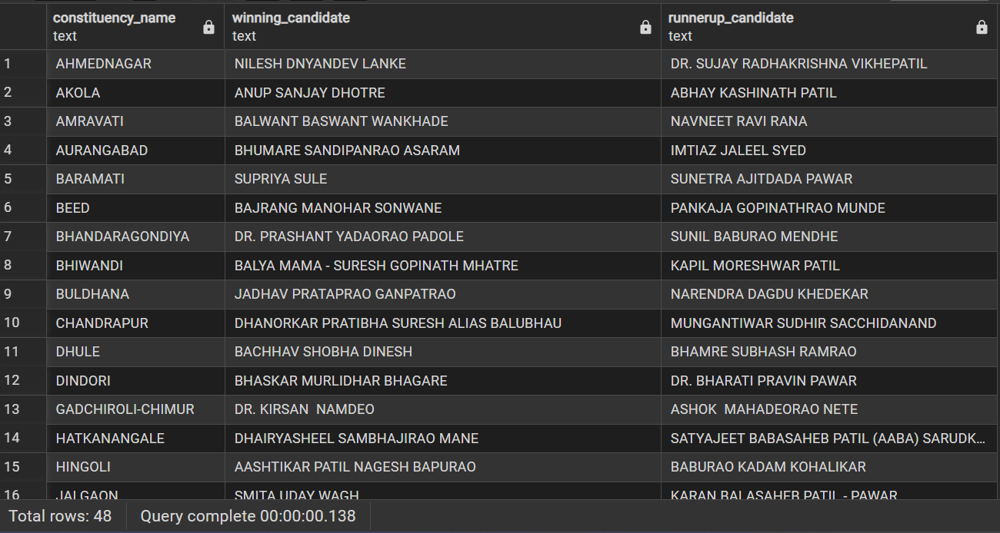 constituency_name winning_candidate runnerup_candidate
text text text
1 AHMEDNAGAR NILESH DNYANDEV LANKE DR. SUJAY RADHAKRISHNA VIKHEPATIL
2 AKOLA ANUP SANJAY DHOTRE ABHAY KASHINATH PATIL
3 AMRAVATI BALWANT BASWANT WANKHADE NAVNEET RAVI RANA
4 AURANGABAD BHUMARE SANDIPANRAO ASARAM IMTIAZ JALEEL SYED
5 BARAMATI SUPRIYA SULE SUNETRA AJITDADA PAWAR
6 BEED BAJRANG MANOHAR SONWANE PANKAJA GOPINATHRAO MUNDE
7 BHANDARAGONDIYA DR. PRASHANT YADAORAO PADOLE SUNIL BABURAO MENDHE
8 BHIWANDI BALYA MAMA - SURESH GOPINATH MHATRE KAPIL MORESHWAR PATIL
9 BULDHANA JADHAV PRATAPRAO GANPATRAO NARENDRA DAGDU KHEDEKAR
10 CHANDRAPUR DHANORKAR PRATIBHA SURESH ALIAS BALUBHAU MUNGANTIWAR SUDHIR SACCHIDANAND
11 DHULE BACHHAV SHOBHA DINESH BHAMRE SUBHASH RAMRAO
12 DINDORI BHASKAR MURLIDHAR BHAGARE DR. BHARATI PRAVIN PAWAR
13 GADCHIROLI-CHIMUR DR. KIRSAN  NAMDEO ASHOK  MAHADEORAO NETE
14 HATKANANGALE DHAIRYASHEEL SAMBHAJIRAO MANE SATYAJEET BABASAHEB PATIL (AABA) SARUDK...
15 HINGOLI AASHTIKAR PATIL NAGESH BAPURAO BABURAO KADAM KOHALIKAR
16 JALGAON SMITA UDAY WAGH KARAN BALASAHEB PATIL - PAWAR
Total rows: 48 Query complete 00:00:00.138